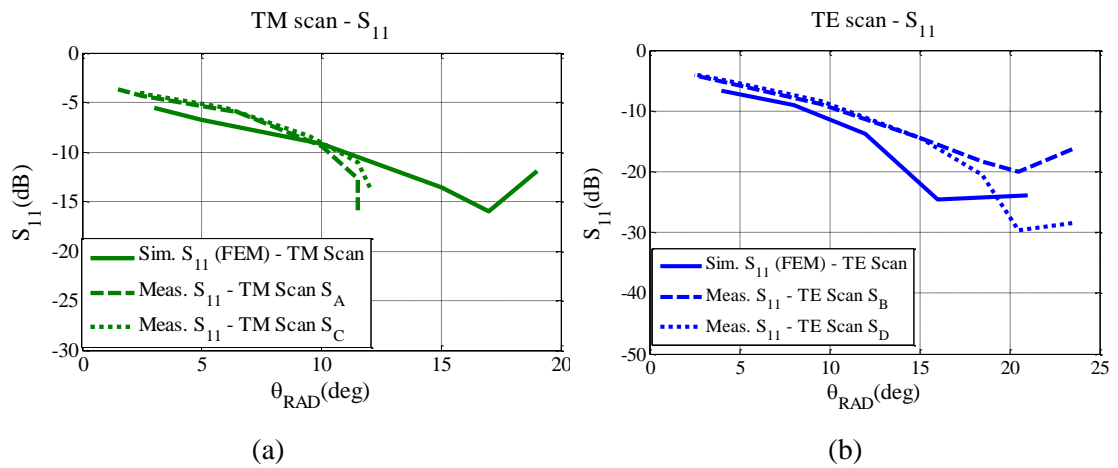 TM scan - S11
0
-5
-10
-15
-20
-25
-30
S11(dB)
Sim. S11 (FEM) - TM Scan
Meas. S11 - TM Scan SA
Meas. S11 - TM Scan SC
0 5 10 15 20
θRAD(deg)
(a)
TE scan - S11
0
-10
-20
-30
-40
-50
S11(dB)
Sim. S11 (FEM) - TE Scan
Meas. S11 - TE Scan SB
Meas. S11 - TE Scan SD
0 5 10 15 20 25
θRAD(deg)
(b)